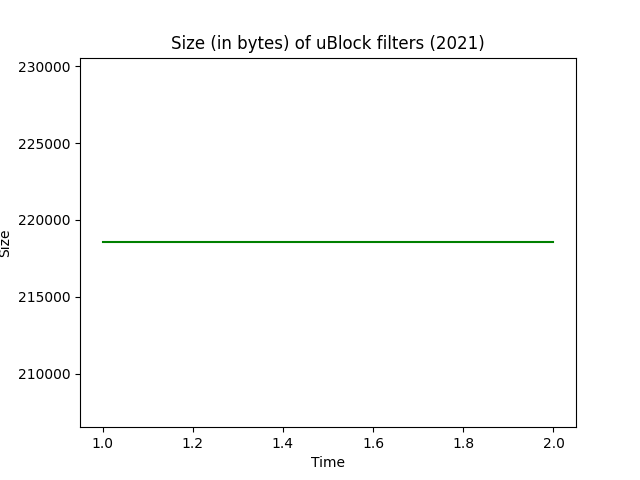 Size (in bytes) of uBlock filters (2021)
230000
225000
220000
215000
210000
Size
1.0 1.2 1.4 1.6 1.8 2.0
Time